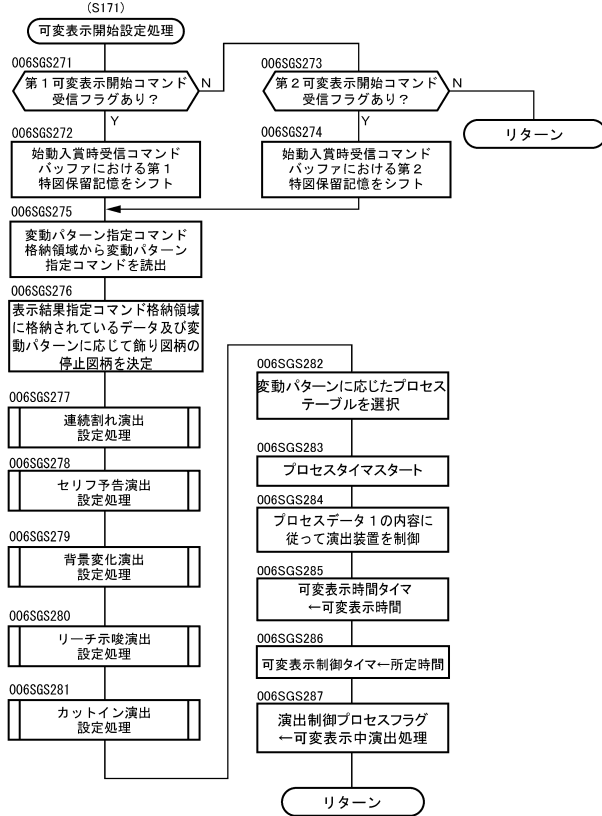 (S171)
可変表示開始設定処理
006SGS271
第1可変表示開始コマンド
受信フラグあり？
N
Y
006SGS273
第2可変表示開始コマンド
受信フラグあり？
N
Y
リターン
006SGS272
始動入賞時受信コマンド
バッファにおける第1
特図保留記憶をシフト
006SGS274
始動入賞時受信コマンド
バッファにおける第2
特図保留記憶をシフト
006SGS275
変動パターン指定コマンド
格納領域から変動パターン
指定コマンドを読出
006SGS276
表示結果指定コマンド格納領域
に格納されているデータ及び変
動パターンに応じて飾り図柄の
停止図柄を決定
006SGS277
連続割れ演出
設定処理
006SGS278
セリフ予告演出
設定処理
006SGS279
背景変化演出
設定処理
006SGS280
リーチ示唆演出
設定処理
006SGS281
カットイン演出
設定処理
006SGS282
変動パターンに応じたプロセス
テーブルを選択
006SGS283
プロセスタイマスタート
006SGS284
プロセスデータ1の内容に
従って演出装置を制御
006SGS285
可変表示時間タイマ
←可変表示時間
006SGS286
可変表示制御タイマ←所定時間
006SGS287
演出制御プロセスフラグ
←可変表示中演出処理
リターン